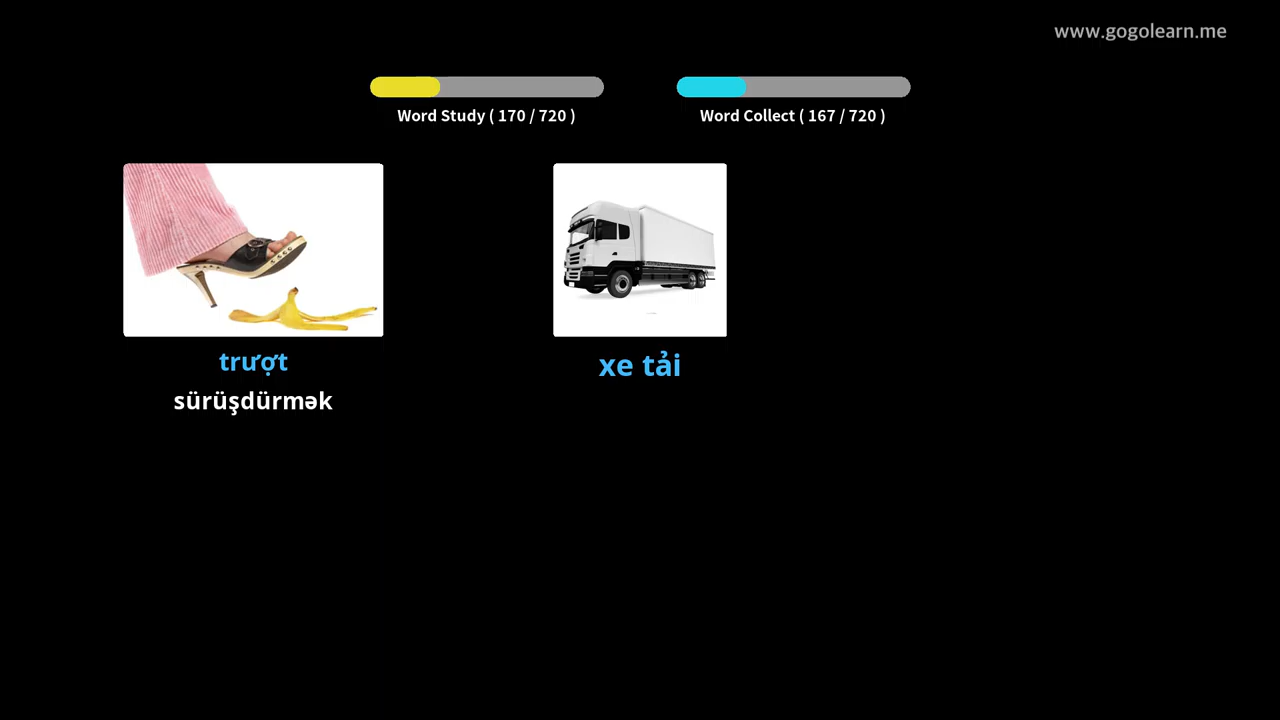 www.gogolearn.me
Word Study ( 170 / 720 )
Word Collect ( 167 / 720 )
trượt
sürüşdürmək
xe tải